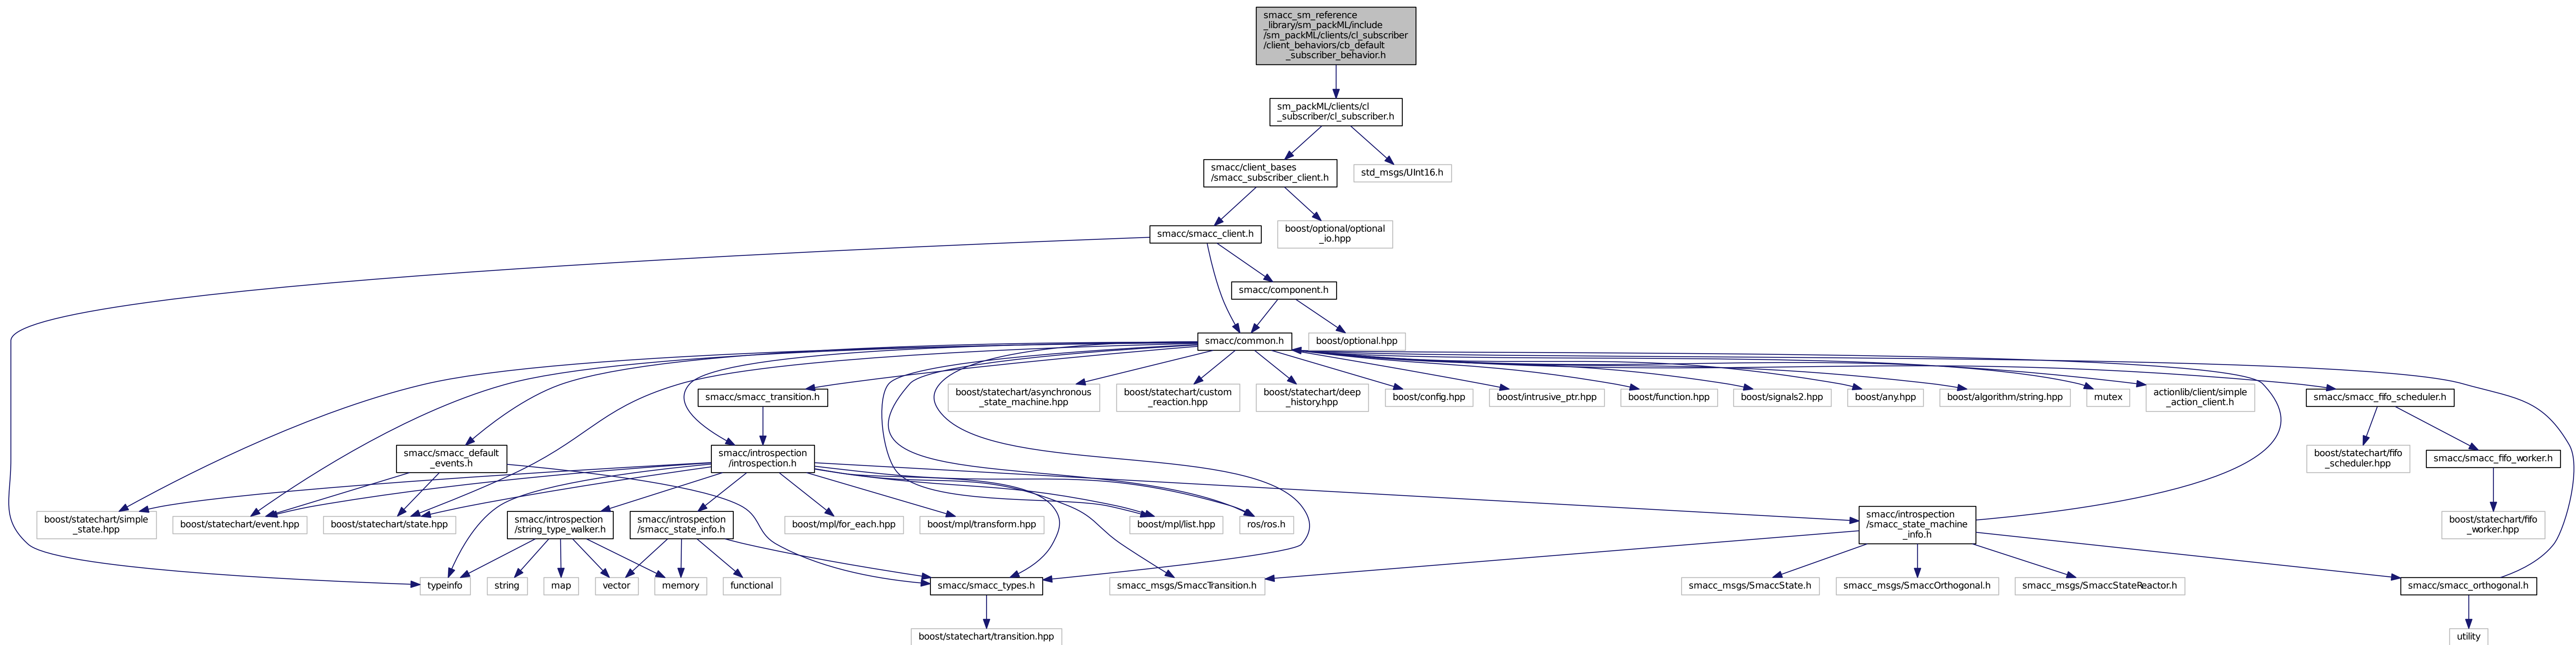 smacc_sm_reference
_library/sm_packML/include
/sm_packML/clients/cl_subscriber
/client_behaviors/cb_default
_subscriber_behavior.h
sm_packML/clients/cl
_subscriber/cl_subscriber.h
smacc/client_bases
/smacc_subscriber_client.h
std_msgs/UInt16.h
smacc/smacc_client.h
boost/optional/optional
_io.hpp
smacc/component.h
smacc/common.h
boost/optional.hpp
smacc/smacc_transition.h
boost/statechart/asynchronous
_state_machine.hpp
boost/statechart/custom
_reaction.hpp
boost/statechart/deep
_history.hpp
boost/config.hpp
boost/intrusive_ptr.hpp
boost/function.hpp
boost/signals2.hpp
boost/any.hpp
boost/algorithm/string.hpp
mutex
actionlib/client/simple
_action_client.h
smacc/smacc_fifo_scheduler.h
smacc/smacc_default
_events.h
smacc/introspection
/introspection.h
boost/statechart/fifo
_scheduler.hpp
smacc/smacc_fifo_worker.h
boost/statechart/simple
_state.hpp
boost/statechart/event.hpp
boost/statechart/state.hpp
smacc/introspection
/string_type_walker.h
smacc/introspection
/smacc_state_info.h
boost/mpl/for_each.hpp
boost/mpl/transform.hpp
boost/mpl/list.hpp
ros/ros.h
smacc/introspection
/smacc_state_machine
_info.h
boost/statechart/fifo
_worker.hpp
typeinfo
string
map
vector
memory
functional
smacc/smacc_types.h
smacc_msgs/SmaccTransition.h
smacc_msgs/SmaccState.h
smacc_msgs/SmaccOrthogonal.h
smacc_msgs/SmaccStateReactor.h
smacc/smacc_orthogonal.h
boost/statechart/transition.hpp
utility